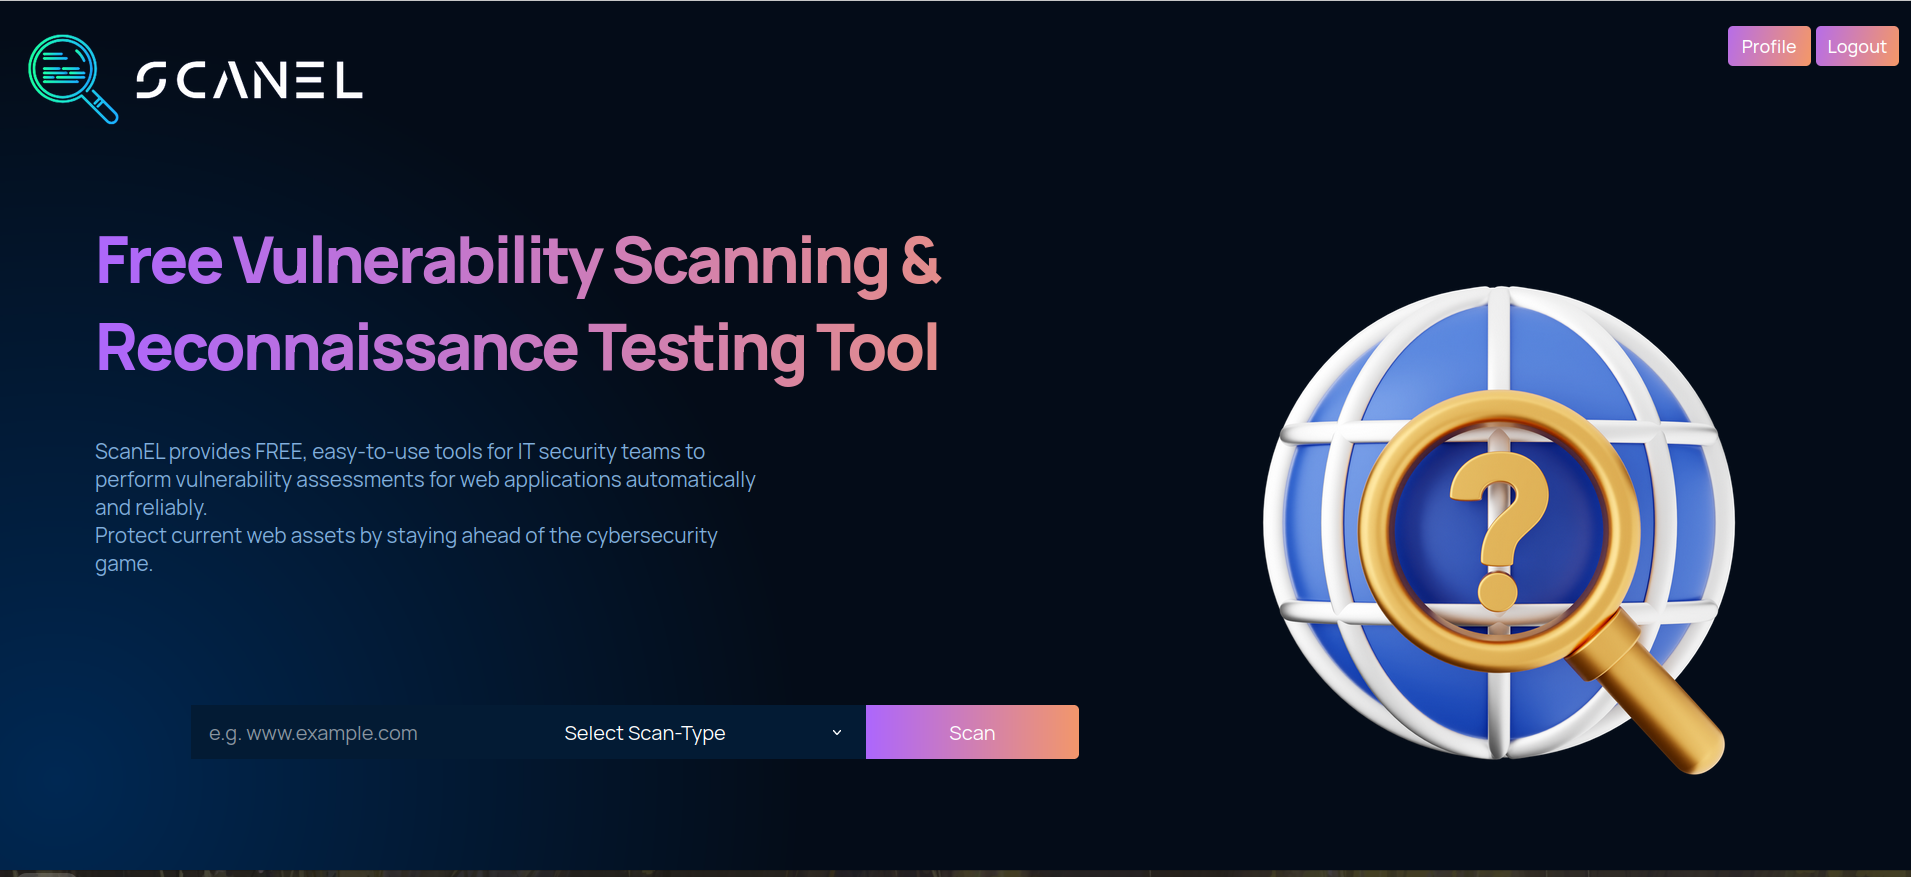 SCANEL
Profile
Logout
Free Vulnerability Scanning &
Reconnaissance Testing Tool
ScanEL provides FREE, easy-to-use tools for IT security teams to
perform vulnerability assessments for web applications automatically
and reliably.
Protect current web assets by staying ahead of the cybersecurity
game.
e.g. www.example.com
Select Scan-Type
Scan
?